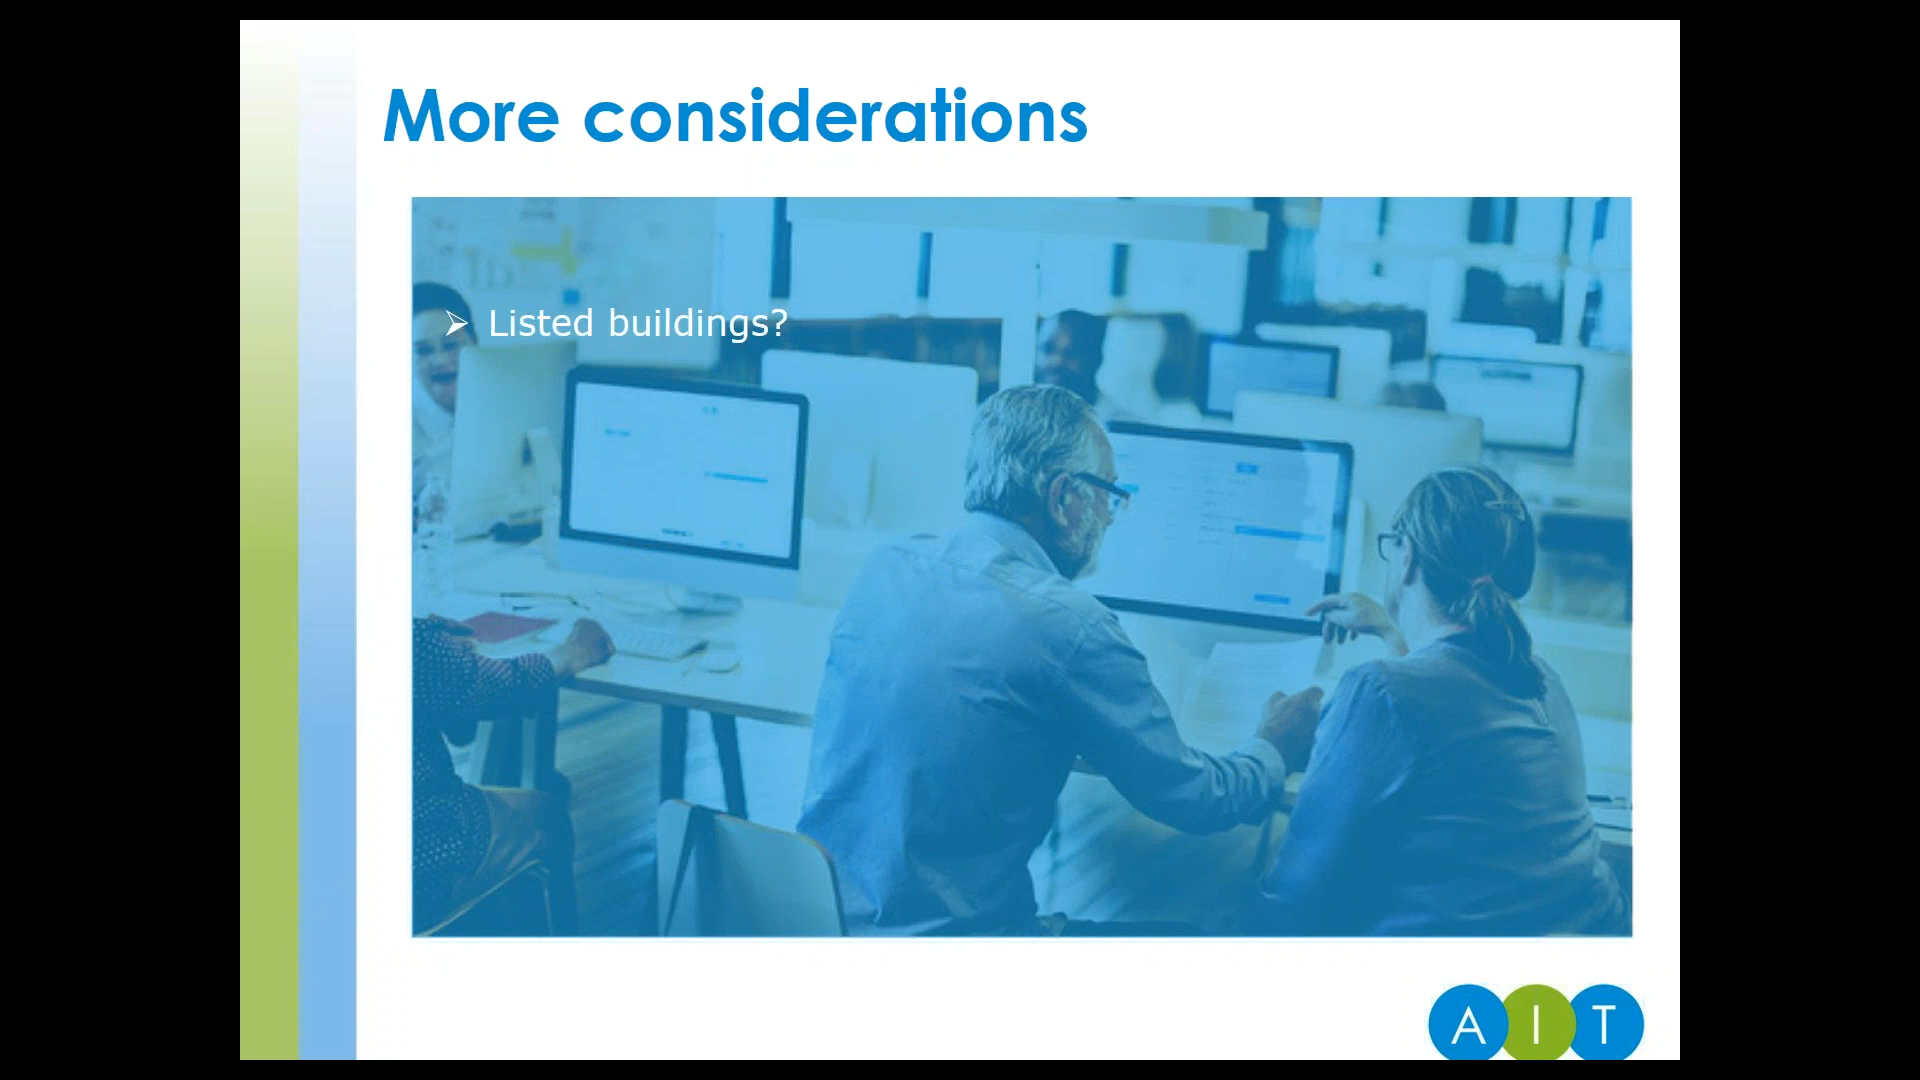 More considerations
➢ Listed buildings?
A I T